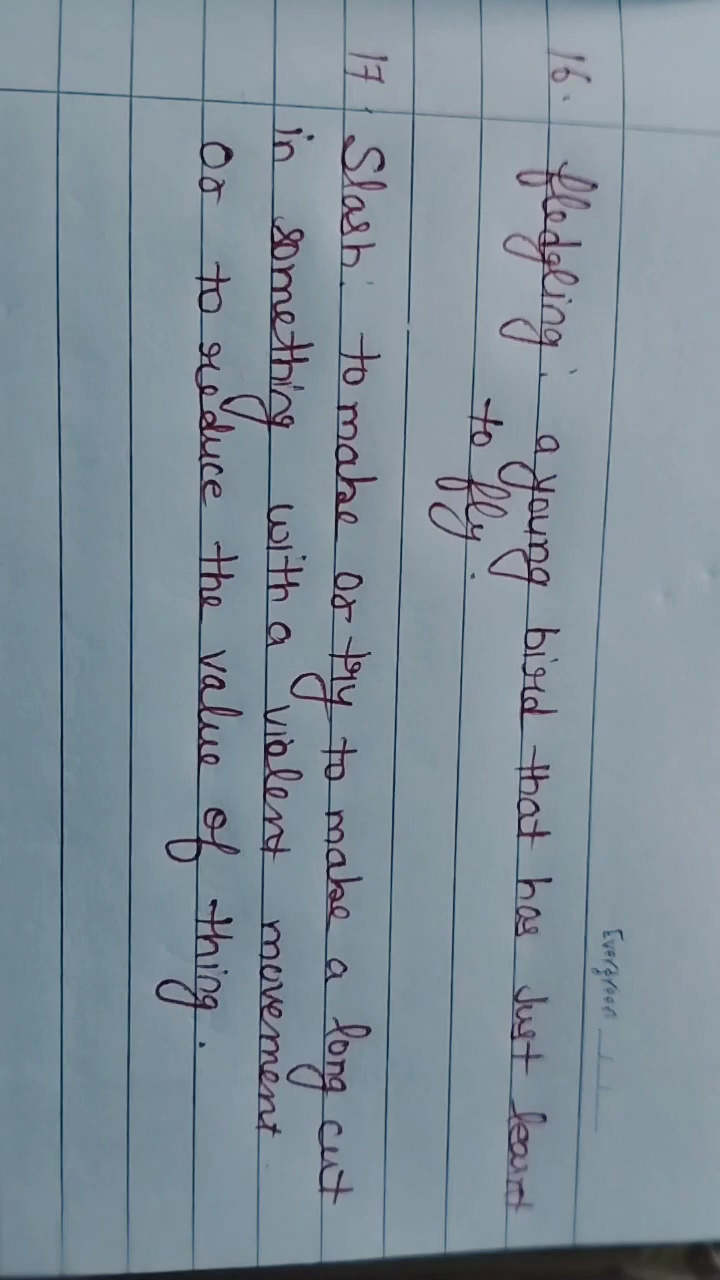 Evergreen
16. fledgling: a young bird that has Just learnt
to fly.
17. Slash: to make or try to make a long cut
in something with a violent movement
Or to reduce the value of thing.